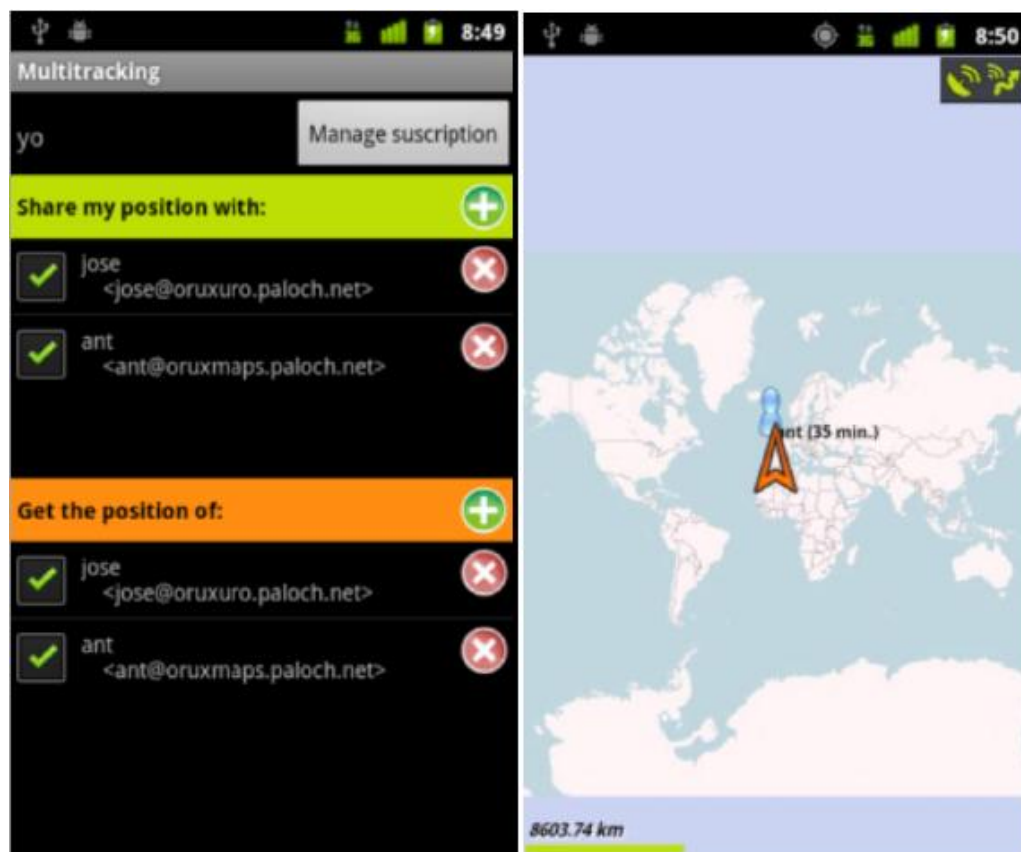 8:49
Multitracking
yo
Manage suscription
Share my position with:
jose
<jose@oruxuro.paloch.net>
ant
<ant@oruxmaps.paloch.net>
Get the position of:
jose
<jose@oruxuro.paloch.net>
ant
<ant@oruxmaps.paloch.net>
8:50
ant (35 min.)
8603.74 km